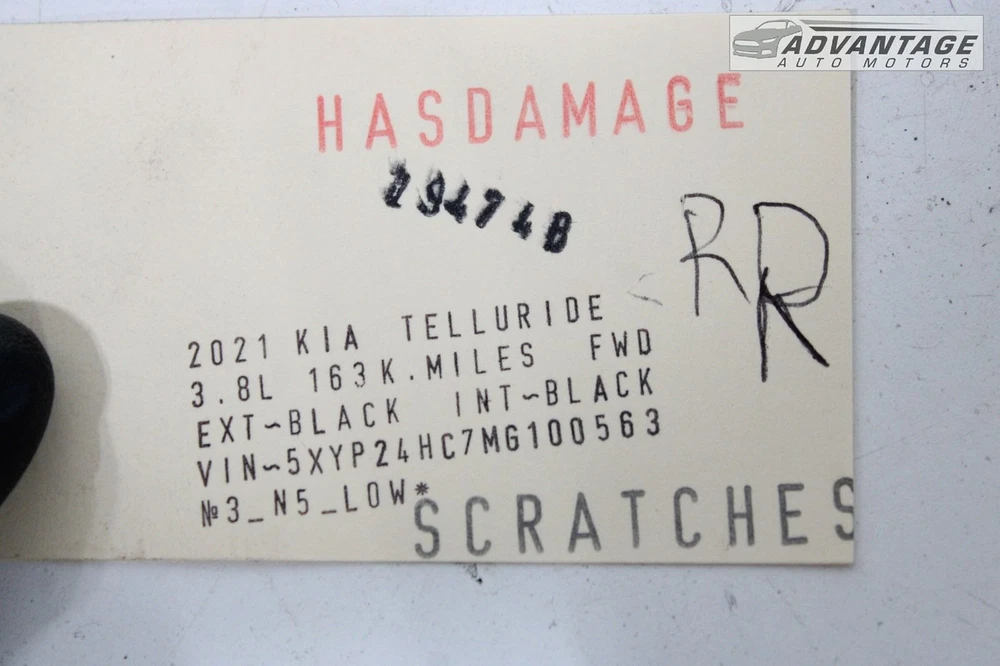 ADVANTAGE
AUTO MOTORS
HASDAMAGE
294748
RR
2021 KIA TELLURIDE
3.8L 163K.MILES FWD
EXT~BLACK INT~BLACK
VIN~5XYP24HC7MG100563
№3_N5_LOW*
SCRATCHES